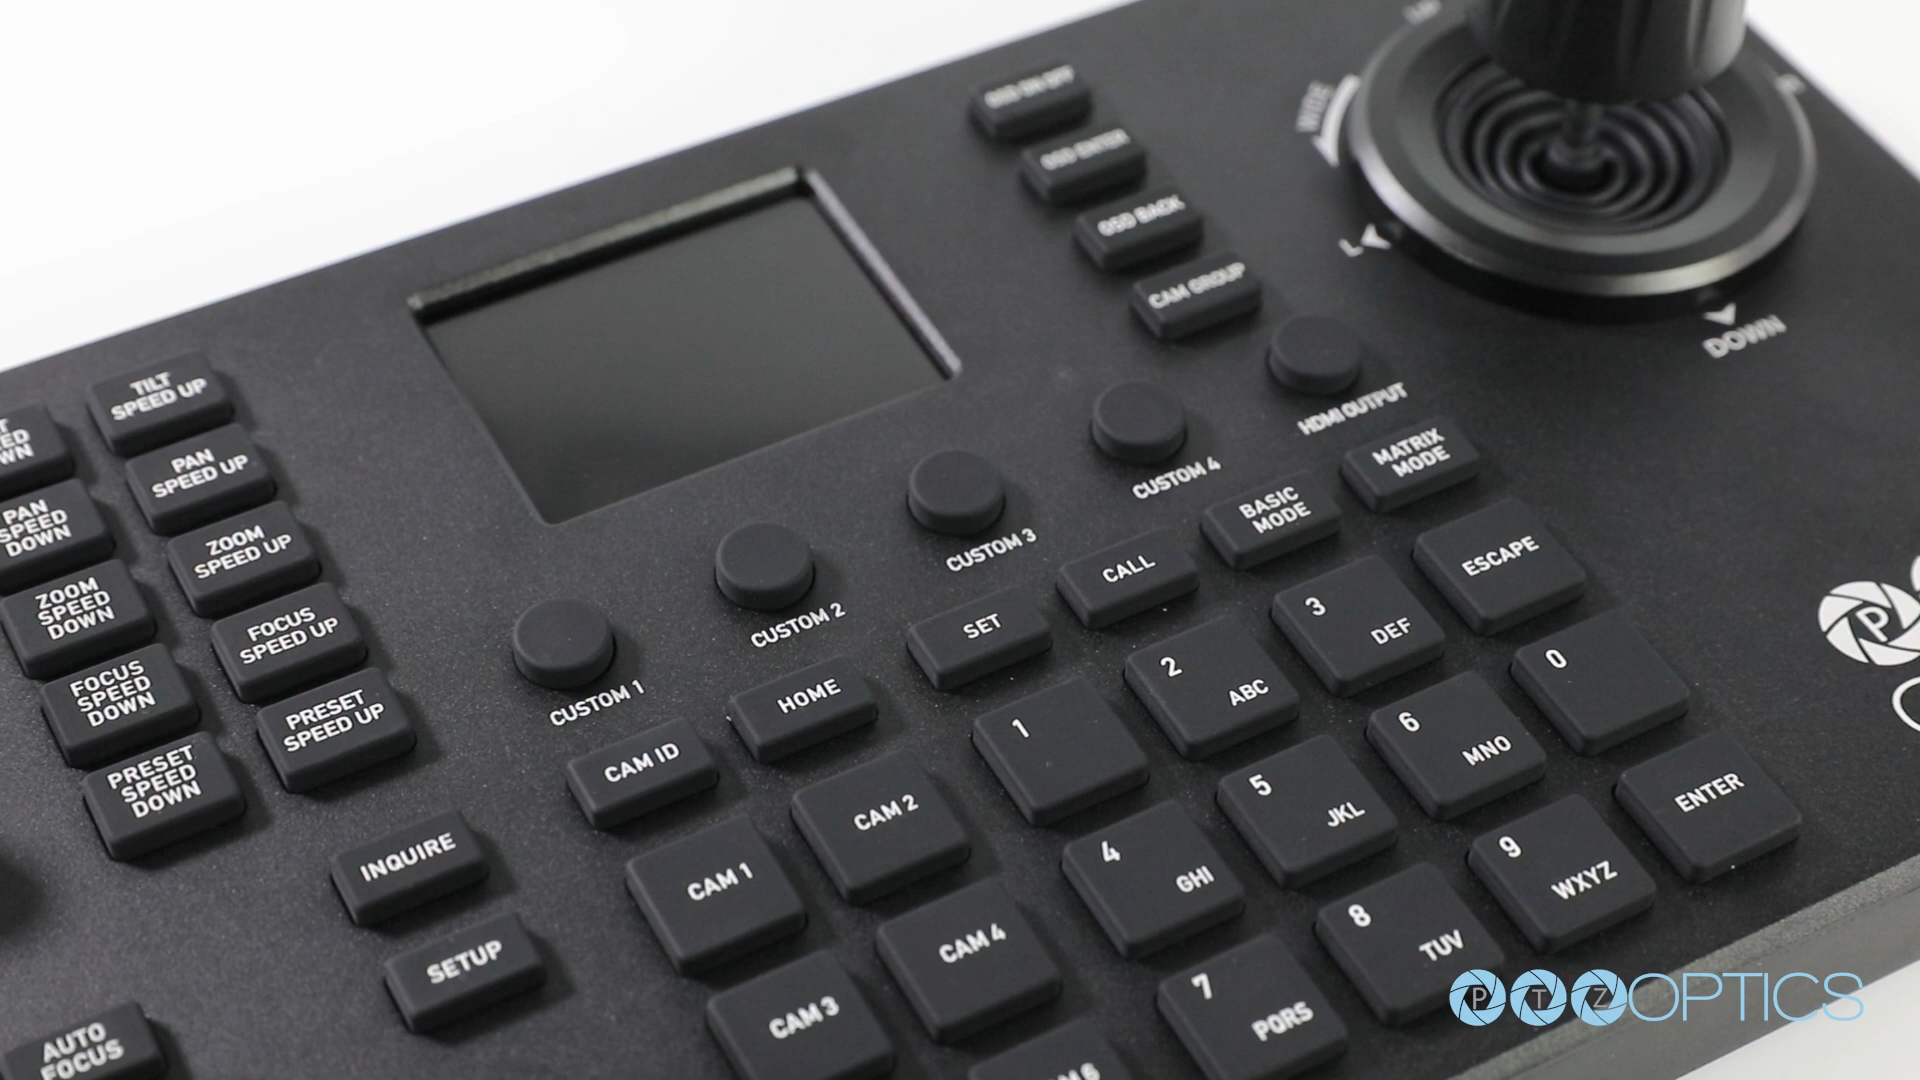 OSD ON OFF
OSD ENTER
OSD BACK
CAM GROUP
WIDE
L
DOWN
HDMI OUTPUT
CUSTOM 4
CUSTOM 3
CUSTOM 2
CUSTOM 1
TILT
SPEED UP
PAN
SPEED UP
PAN
SPEED
DOWN
ZOOM
SPEED UP
ZOOM
SPEED
DOWN
FOCUS
SPEED UP
FOCUS
SPEED
DOWN
PRESET
SPEED UP
PRESET
SPEED
DOWN
INQUIRE
SETUP
AUTO
FOCUS
CAM ID
HOME
SET
CALL
BASIC
MODE
MATRIX
MODE
CAM 1
CAM 2
CAM 3
CAM 4
1
2
ABC
3
DEF
ESCAPE
4
GHI
5
JKL
6
MNO
0
7
PQRS
8
TUV
9
WXYZ
ENTER
P
PTZOPTICS